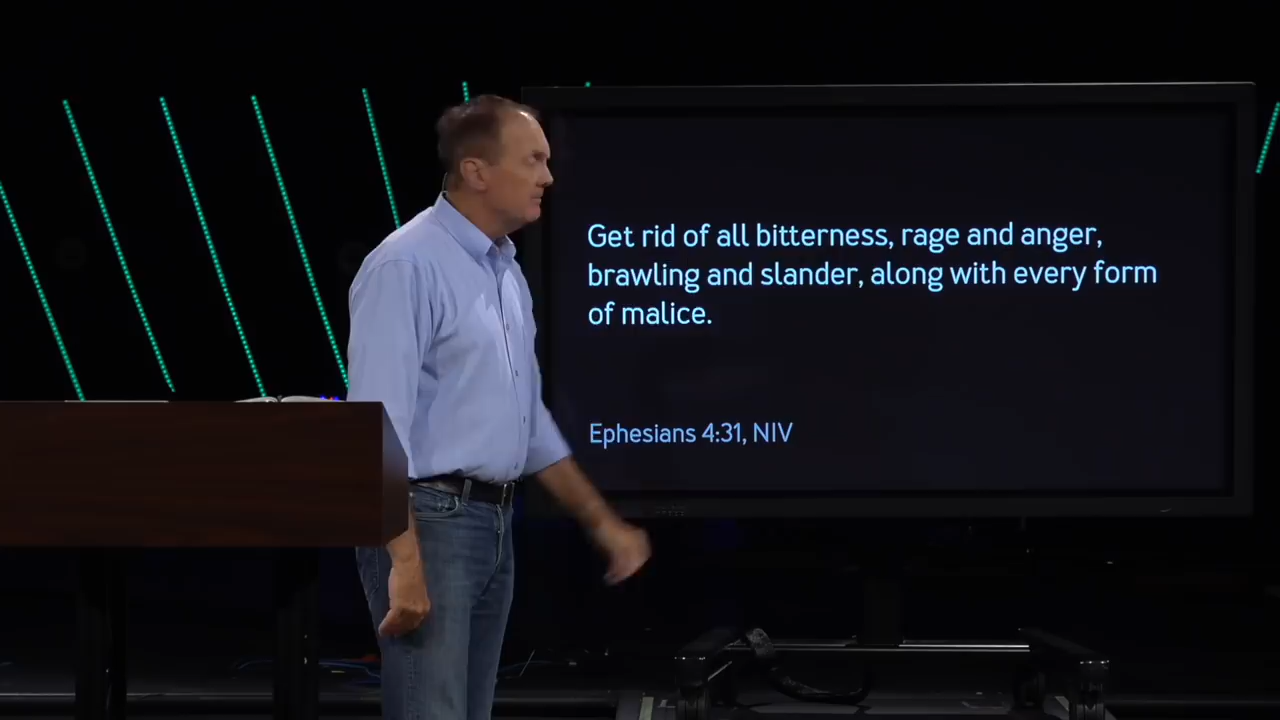 Get rid of all bitterness, rage and anger,
brawling and slander, along with every form
of malice.
Ephesians 4:31, NIV